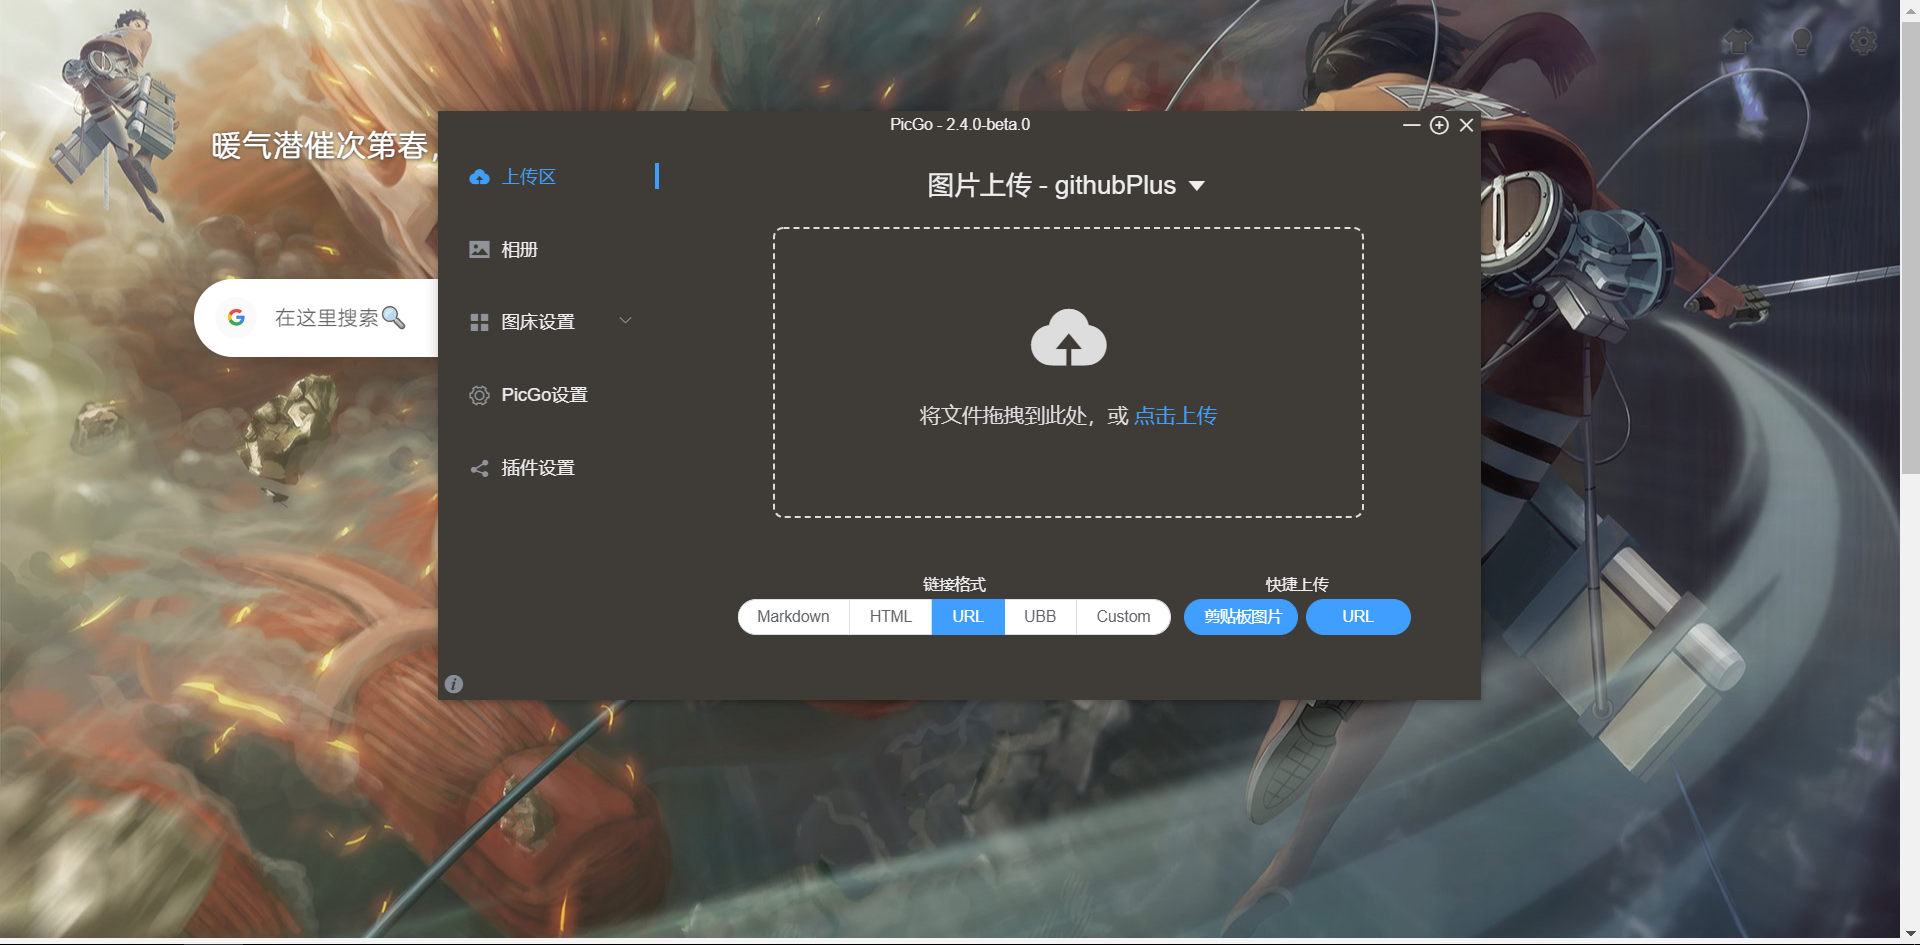 PicGo - 2.4.0-beta.0
暖气潜催次第春，
上传区
图片上传 - githubPlus
相册
在这里搜索🔍
图床设置
PicGo设置
将文件拖拽到此处，或 点击上传
插件设置
链接格式
快捷上传
Markdown HTML URL UBB Custom
剪贴板图片 URL